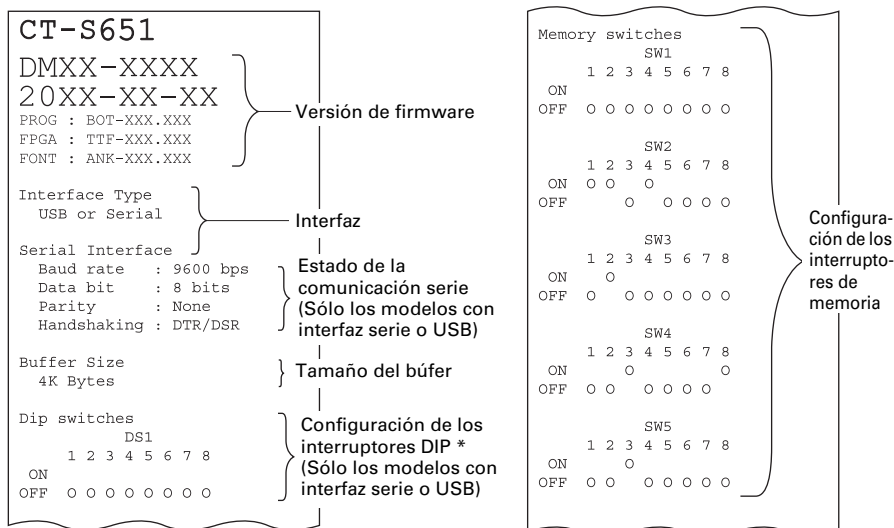 CT-S651
DMXX-XXXX
20XX-XX-XX
PROG : BOT-XXX.XXX
FPGA : TTF-XXX.XXX
FONT : ANK-XXX.XXX
Versión de firmware
Interface Type
USB or Serial
Interfaz
Serial Interface
Baud rate : 9600 bps
Data bit : 8 bits
Parity : None
Handshaking : DTR/DSR
Estado de la
comunicación serie
(Sólo los modelos con
interfaz serie o USB)
Buffer Size
4K Bytes
Tamaño del búfer
Dip switches
DS1
1 2 3 4 5 6 7 8
ON
OFF O O O O O O O O
Configuración de los
interruptores DIP *
(Sólo los modelos con
interfaz serie o USB)
Memory switches
SW1
1 2 3 4 5 6 7 8
ON
OFF O O O O O O O O
SW2
1 2 3 4 5 6 7 8
ON O O O
OFF O O O O O
SW3
1 2 3 4 5 6 7 8
ON O
OFF O O O O O O O
SW4
1 2 3 4 5 6 7 8
ON O O
OFF O O O O O O
SW5
1 2 3 4 5 6 7 8
ON O
OFF O O O O O O O
Configura-
ción de los
interrupto-
res de
memoria